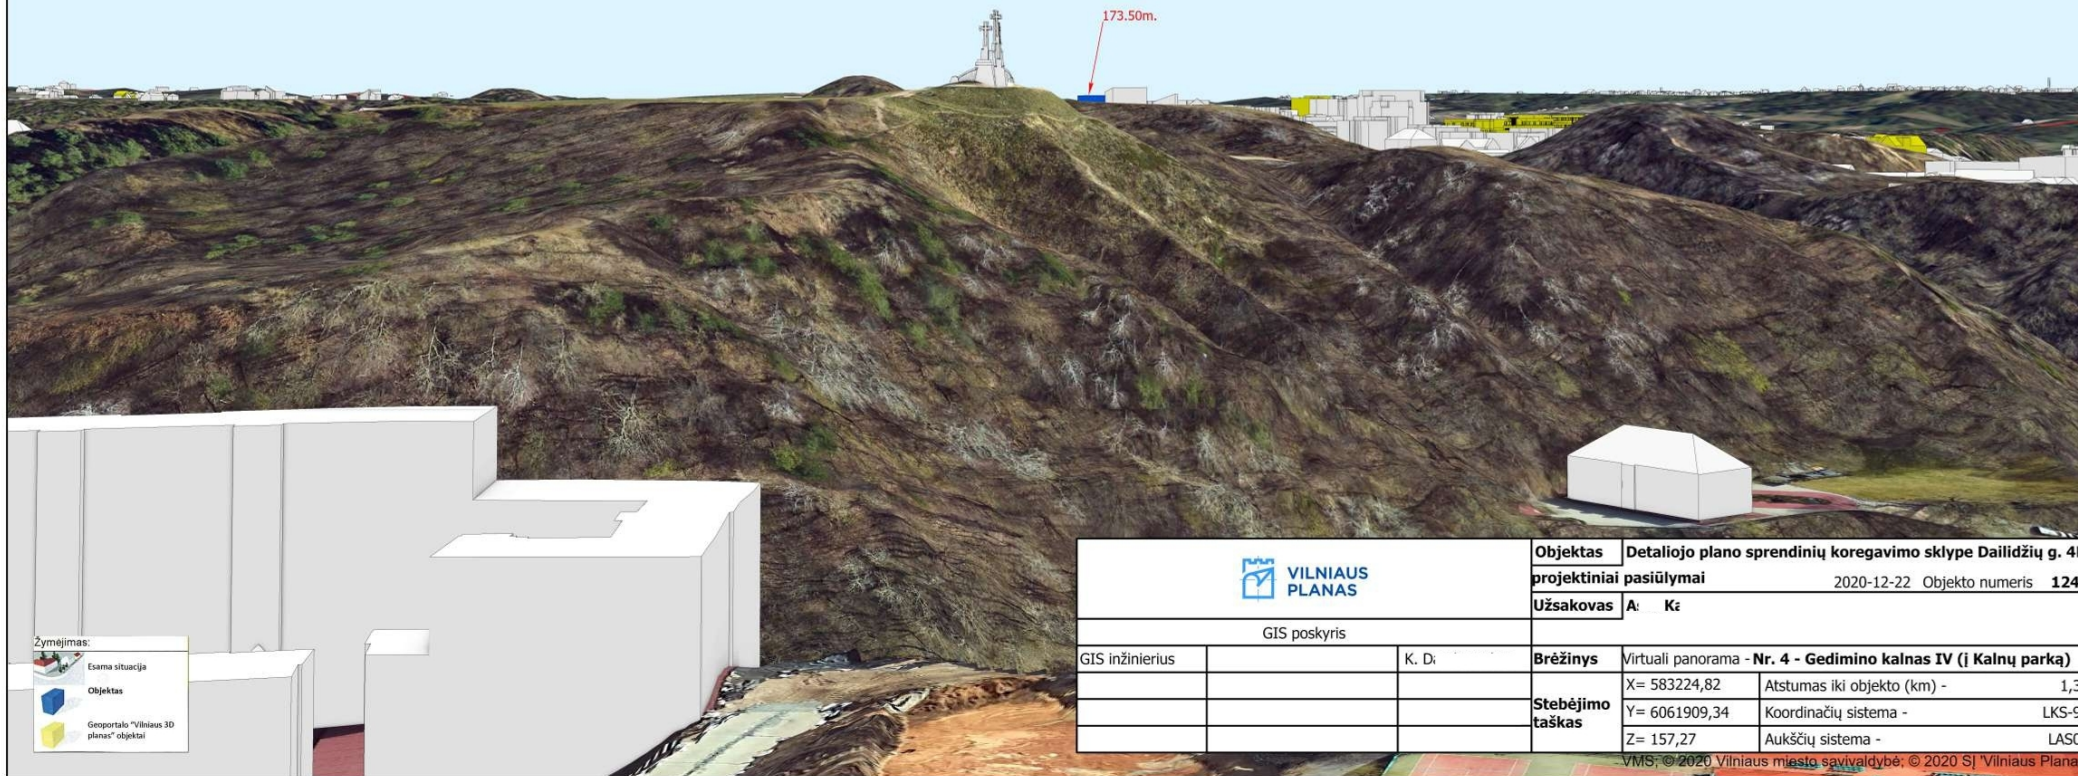 173.50m.
Žymėjimas:
Esama situacija
Objektas
Geoportalo "Vilniaus 3D
planas" objektai
VILNIAUS
PLANAS
GIS poskyris
GIS inžinierius K. D
Objektas Detaliojo plano sprendinių koregavimo sklype Dailidžių g. 4
projektiniai pasiūlymai 2020-12-22 Objekto numeris 124
Užsakovas A K
Brėžinys Virtuali panorama - Nr. 4 - Gedimino kalnas IV (į Kalnų parką)
Stebėjimo
taškas
X= 583224,82 Atstumas iki objekto (km) - 1,3
Y= 6061909,34 Koordinačių sistema - LKS-9
Z= 157,27 Aukščių sistema - LAS0
VMS; © 2020 Vilniaus miesto savivaldybė; © 2020 SĮ 'Vilniaus Plana